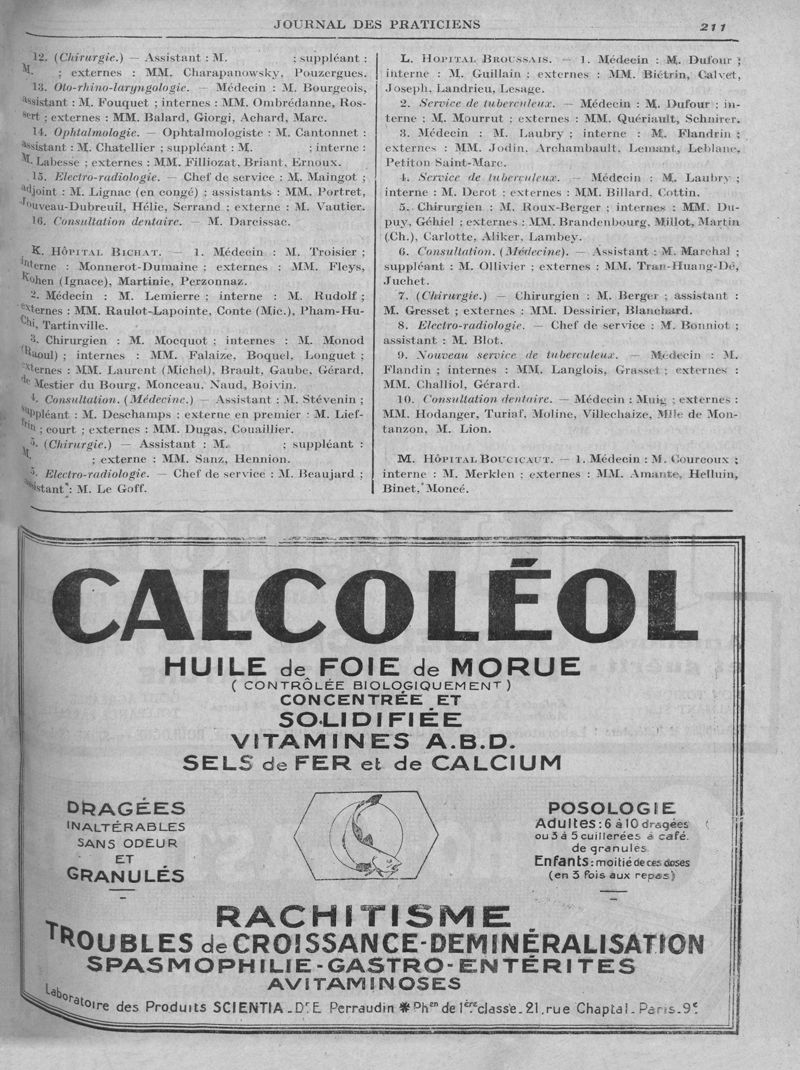 JOURNAL DES PRATICIENS
211
12. (Chirurgie.) — Assistant : M. ; suppléant :
M. ; externes : MM. Charapanowsky, Pouzergues.
13. Oto-rhino-laryngologie. — Médecin : M. Bourgeois,
assistant : M. Fouquet ; internes : MM. Ombrédanne, Ros-
sert ; externes : MM. Balard, Giorgi, Achard, Marc.
14. Ophtalmologie. — Ophtalmologiste : M. Cantonnet :
assistant : M. Chatellier ; suppléant : M. ; interne :
M. Labesse ; externes : MM. Filliozat, Briant, Ernoux.
15. Electro-radiologie. — Chef de service : M. Maingot ;
adjoint : M. Lignac (en congé) ; assistants : MM. Portret,
Nouveau-Dubreuil, Hélie, Serrand ; externe : M. Vautier.
16. Consultation dentaire. — M. Darcissac.
K. HÔPITAL BICHAT. — 1. Médecin : M. Troisier ;
interne : Monnerot-Dumaine ; externes : MM. Fleys,
Kohen (Ignace), Martinie, Perzonnaz.
2. Médecin : M. Lemierre ; interne : M. Rudolf ;
externes : MM. Raulot-Lapointe, Conte (Mic.), Pham-Hu-
Chi, Tartinville.
3. Chirurgien : M. Mocquot ; internes : M. Monod
(Raoul) ; internes : MM. Falaize, Boquel, Longuet ;
externes : MM. Laurent (Michel), Brault, Gaube, Gérard,
de Mestier du Bourg, Monceau, Naud, Boivin.
4. Consultation. (Médecine.) — Assistant : M. Stévenin ;
suppléant : M. Deschamps : externe en premier : M. Lief-
frin ; court ; externes : MM. Dugas, Couaillier.
5. (Chirurgie.) — Assistant : M. ; suppléant :
M. ; externe : MM. Sanz, Hennion.
5. Electro-radiologie. — Chef de service : M. Beaujard ;
assistant : M. Le Goff.
L. HOPITAL BROUSSAIS. — 1. Médecin : M. Dufour ;
interne : M. Guillain ; externes : MM. Biétrin, Calvet,
Joseph, Landrieu, Lesage.
2. Service de tuberculeux. — Médecin : M. Dufour ; in-
terne : M. Mourrut ; externes : MM. Quériault, Schnirer.
3. Médecin : M. Laubry ; interne : M. Flandrin ;
externes : MM. Jodin, Archambault, Lemant, Leblanc,
Petiton Saint-Marc.
4. Service de tuberculeux. — Médecin : M. Laubry ;
interne : M. Derot ; externes : MM. Billard, Cottin.
5. Chirurgien : M. Roux-Berger ; internes : MM. Du-
puy, Géhiel ; externes : MM. Brandenbourg, Millot, Martin
(Ch.), Carlotte, Aliker, Lambey.
6. Consultation. (Médecine). — Assistant : M. Marchal ;
suppléant : M. Ollivier ; externes : MM. Tran-Huang-Dé,
Juchet.
7. (Chirurgie.) — Chirurgien : M. Berger ; assistant :
M. Gresset ; externes : MM. Dessirier, Blanchard.
8. Electro-radiologie. — Chef de service : M. Bonniot ;
assistant : M. Blot.
9. Nouveau service de tuberculeux. — Médecin : M.
Flandin ; internes : MM. Langlois, Grasset ; externes :
MM. Challiol, Gérard.
10. Consultation dentaire. — Médecin : Muig ; externes :
MM. Hodanger, Turiaf, Moline, Villechaize, Mlle de Mon-
tanzon, M. Lion.
M. HÔPITAL BOUCICAUT. — 1. Médecin : M. Courcoux ;
interne : M. Merklen ; externes : MM. Amante, Helluin,
Binet, Moncé.
CALCOLÉOL
HUILE de FOIE de MORUE
(CONTRÔLÉE BIOLOGIQUEMENT)
CONCENTRÉE ET
SOLIDIFIÉE
VITAMINES A.B.D.
SELS de FER et de CALCIUM
DRAGÉES
INALTÉRABLES
SANS ODEUR
ET
GRANULÉS
POSOLOGIE
Adultes : 6 à 10 dragées
ou 3 à 5 cuillerées à café
de granulés
Enfants : moitié de ces doses
(en 3 fois aux repas)
RACHITISME
TROUBLES de CROISSANCE-DEMINÉRALISATION
SPASMOPHILIE-GASTRO-ENTÉRITES
AVITAMINOSES
Laboratoire des Produits SCIENTIA_Dr E. Perraudin * Phen de 1ère classe_21, rue Chaptal_Paris_9e